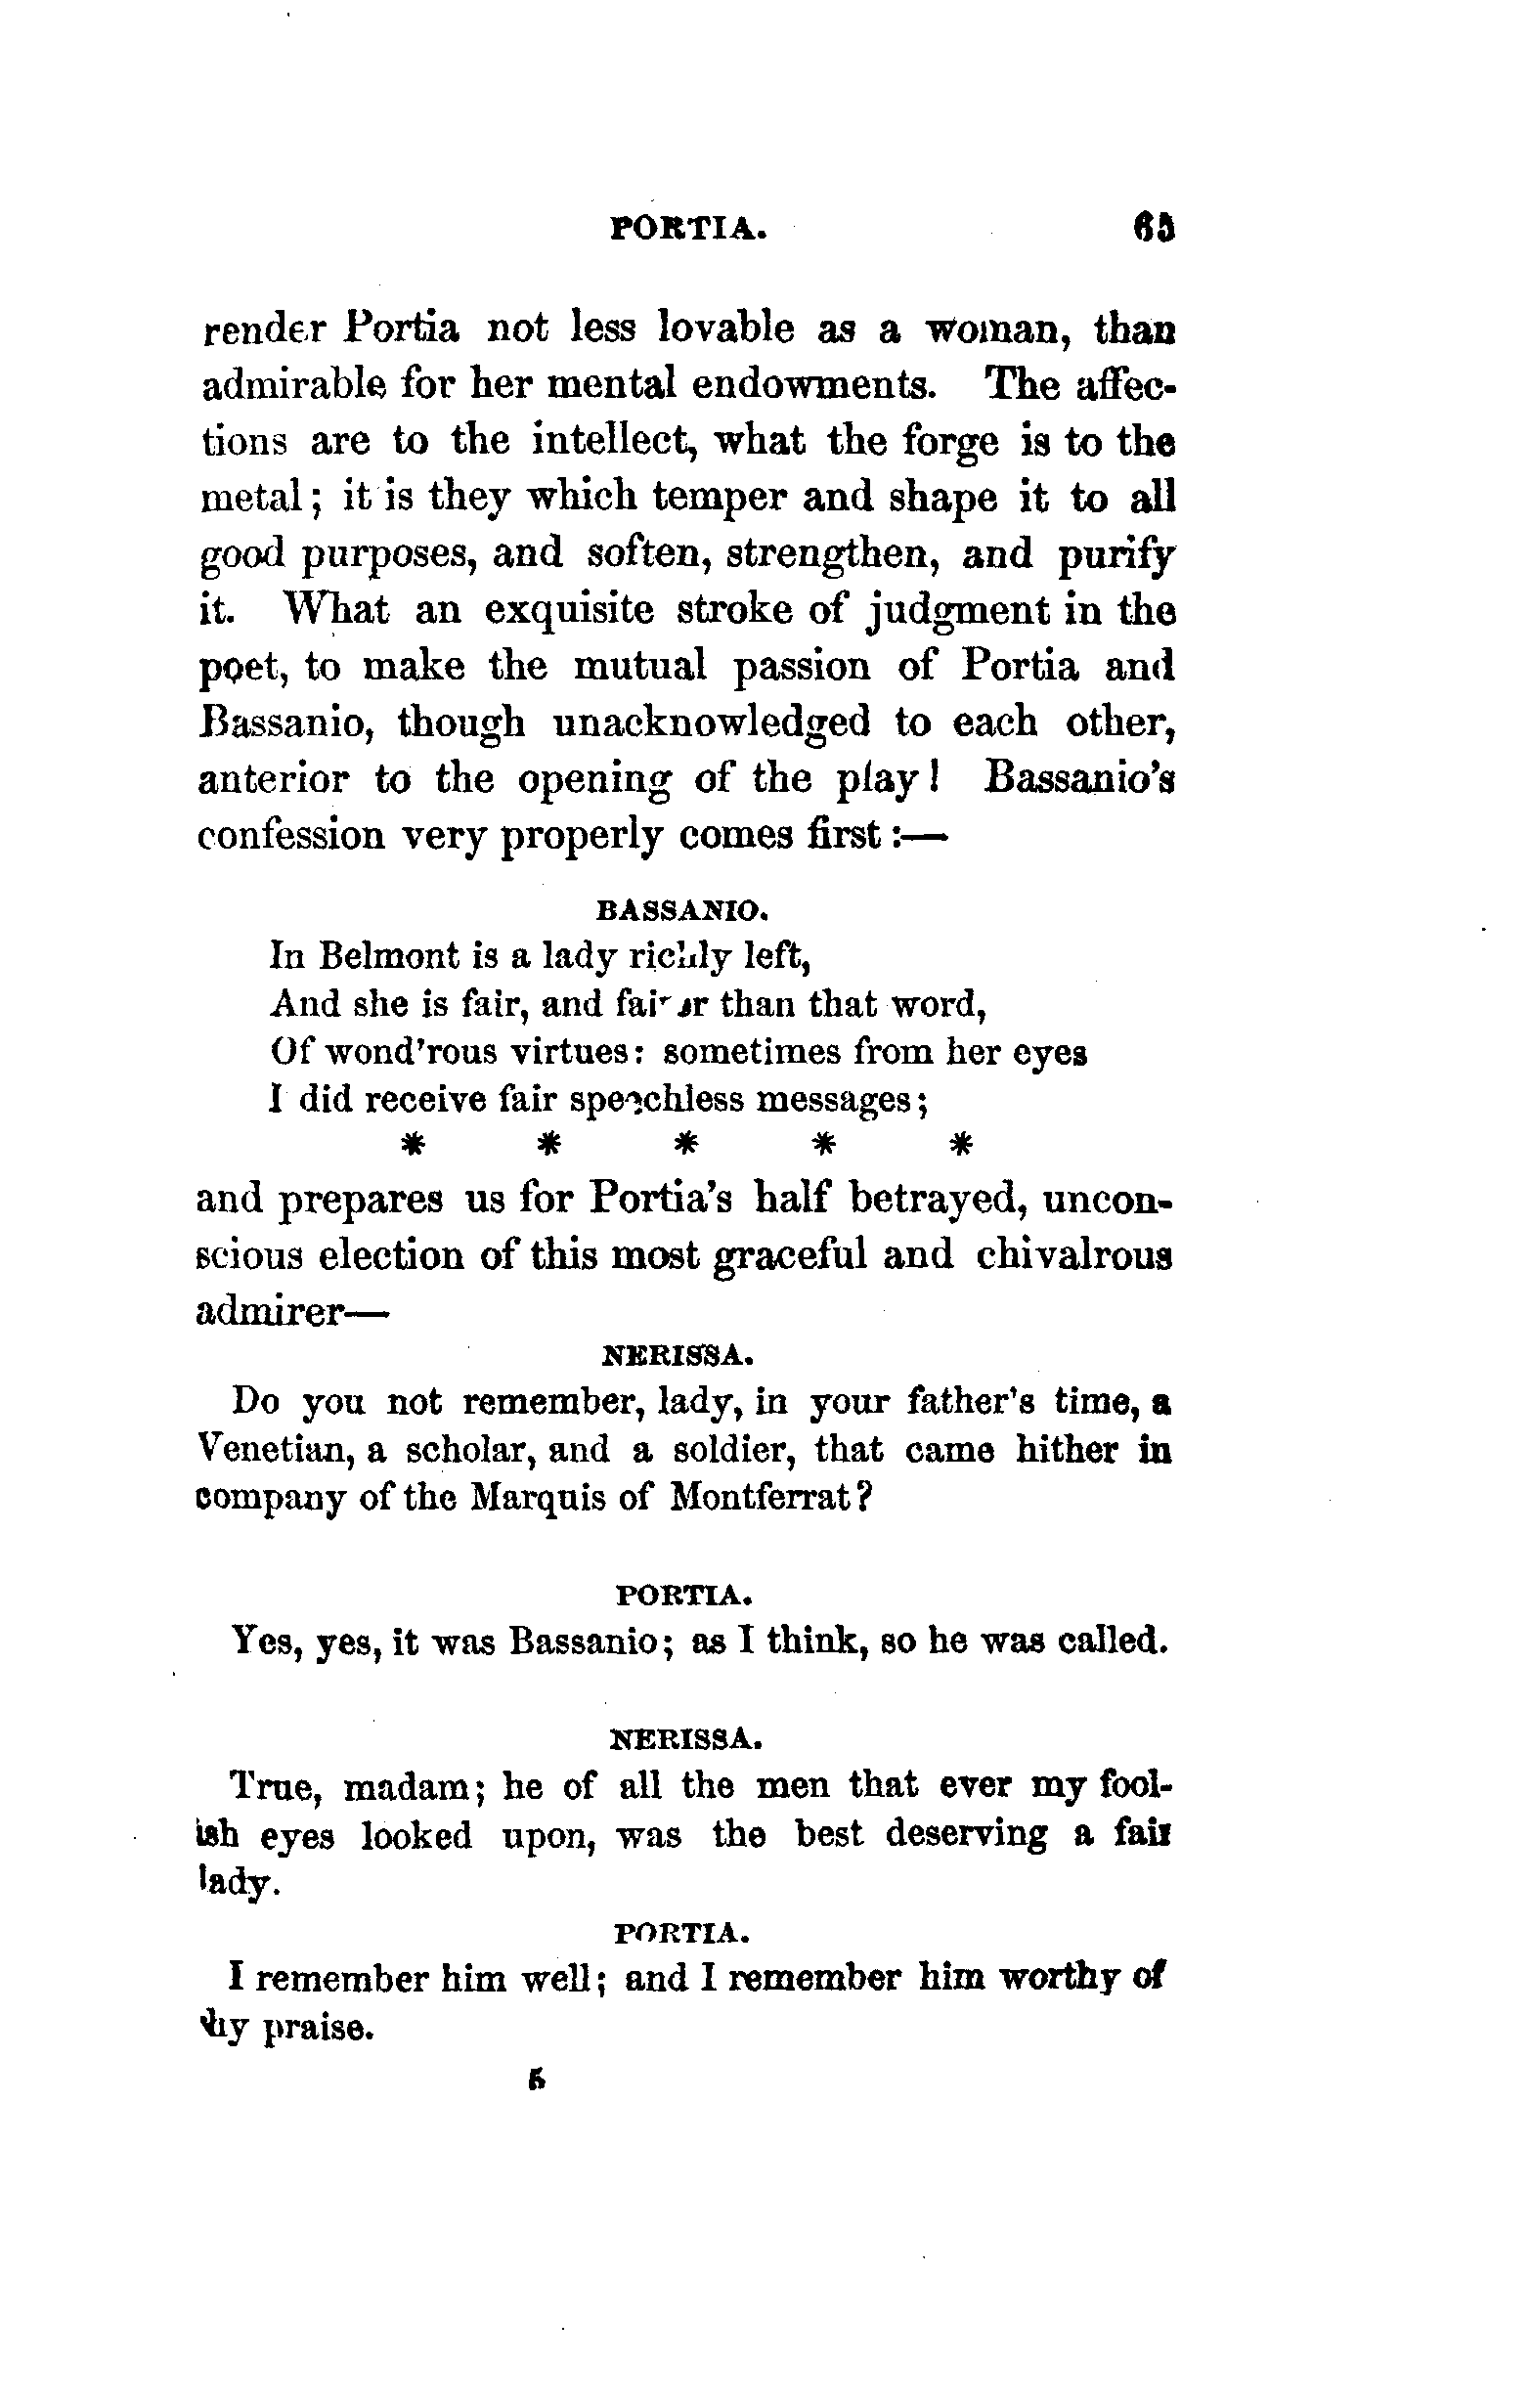 PORTIA. 65
render Portia not less lovable as a woman, than
admirable for her mental endowments. The affec-
tions are to the intellect, what the forge is to the
metal; it is they which temper and shape it to all
good purposes, and soften, strengthen, and purify
it. What an exquisite stroke of judgment in the
poet, to make the mutual passion of Portia and
Bassanio, though unacknowledged to each other,
anterior to the opening of the play! Bassanio's
confession very properly comes first:—
BASSANIO.
In Belmont is a lady richly left,
And she is fair, and fairer than that word,
Of wond'rous virtues: sometimes from her eyes
I did receive fair speechless messages;
* * * * *
and prepares us for Portia's half betrayed, uncon-
scious election of this most graceful and chivalrous
admirer—
NERISSA.
Do you not remember, lady, in your father's time, a
Venetian, a scholar, and a soldier, that came hither in
company of the Marquis of Montferrat?
PORTIA.
Yes, yes, it was Bassanio; as I think, so he was called.
NERISSA.
True, madam; he of all the men that ever my fool-
ish eyes looked upon, was the best deserving a fair
lady.
PORTIA.
I remember him well; and I remember him worthy of
thy praise.
5